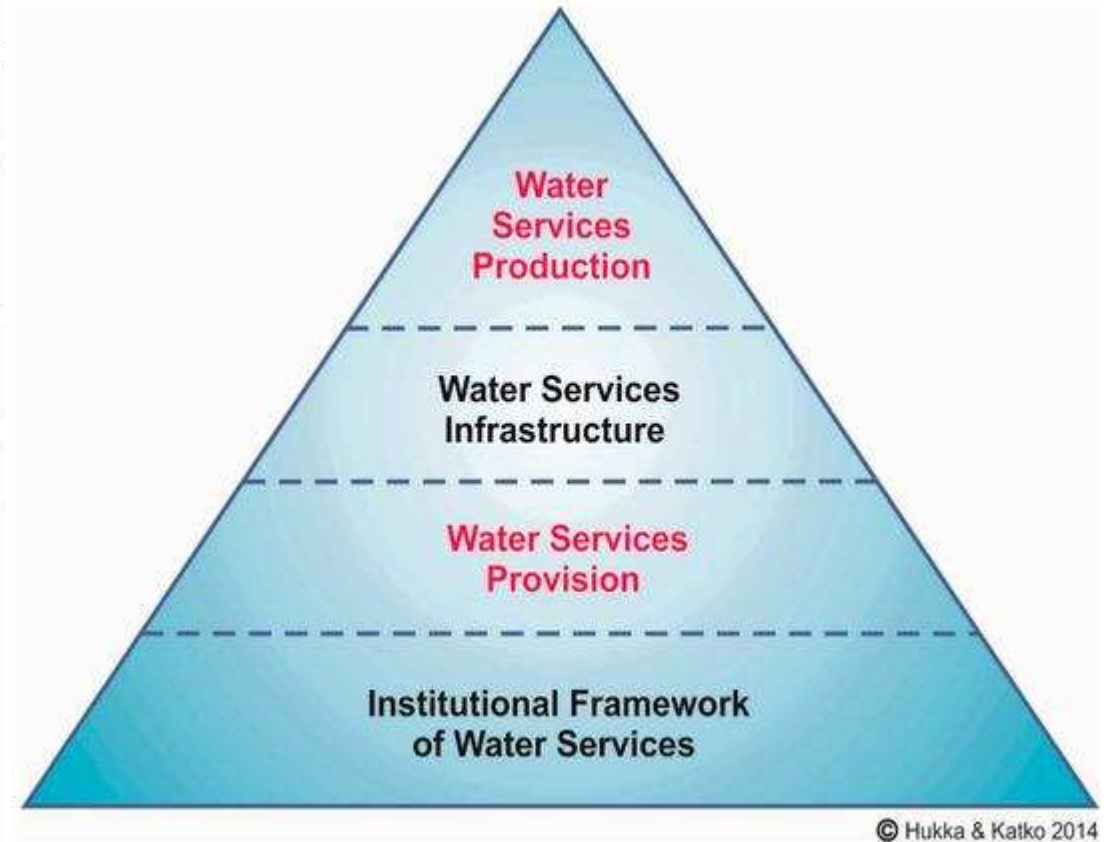 Water
Services
Production
Water Services
Infrastructure
Water Services
Provision
Institutional Framework
of Water Services
© Hukka & Katko 2014